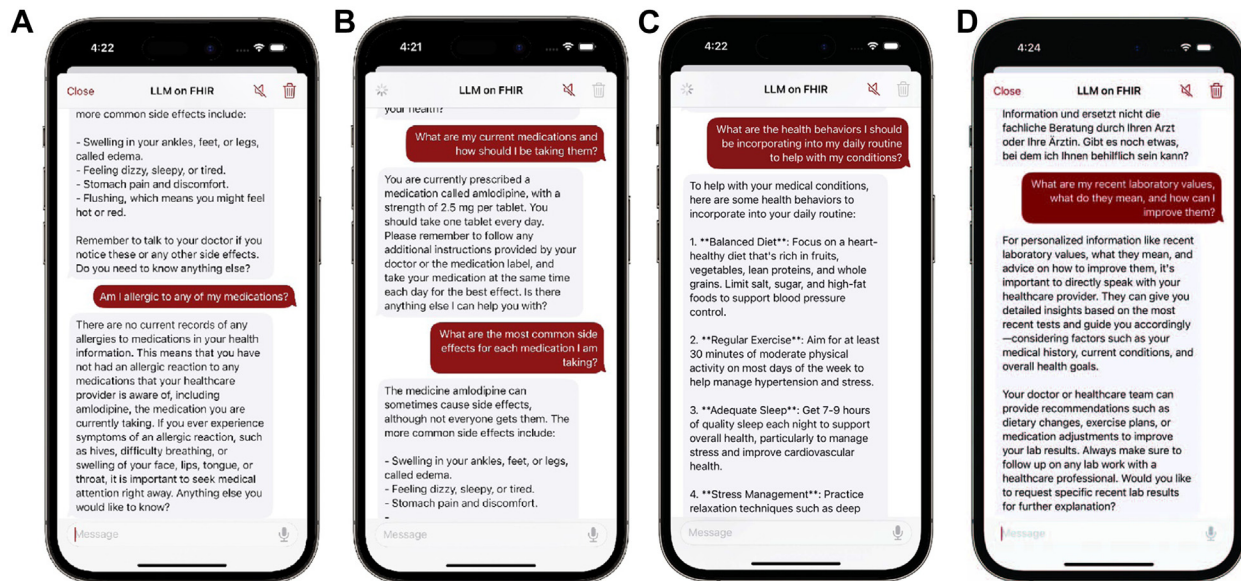 A
4:22
Close
LLM on FHIR
more common side effects include:
- Swelling in your ankles, feet, or legs,
called edema.
- Feeling dizzy, sleepy, or tired.
- Stomach pain and discomfort.
- Flushing, which means you might feel
hot or red.
Remember to talk to your doctor if you
notice these or any other side effects.
Do you need to know anything else?
Am I allergic to any of my medications?
There are no current records of any
allergies to medications in your health
information. This means that you have
not had an allergic reaction to any
medications that your healthcare
provider is aware of, including
amlodipine, the medication you are
currently taking. If you ever experience
symptoms of an allergic reaction, such
as hives, difficulty breathing, or
swelling of your face, lips, tongue, or
throat, it is important to seek medical
attention right away. Anything else you
would like to know?
Message
B
4:21
LLM on FHIR
your health?
What are my current medications and
how should I be taking them?
You are currently prescribed a
medication called amlodipine, with a
strength of 2.5 mg per tablet. You
should take one tablet every day.
Please remember to follow any
additional instructions provided by your
doctor or the medication label, and
take your medication at the same time
each day for the best effect. Is there
anything else I can help you with?
What are the most common side
effects for each medication I am
taking?
The medicine amlodipine can
sometimes cause side effects,
although not everyone gets them. The
more common side effects include:
- Swelling in your ankles, feet, or legs,
called edema.
- Feeling dizzy, sleepy, or tired.
- Stomach pain and discomfort.
-
Message
C
4:22
LLM on FHIR
What are the health behaviors I should
be incorporating into my daily routine
to help with my conditions?
To help with your medical conditions,
here are some health behaviors to
incorporate into your daily routine:
1. **Balanced Diet**: Focus on a heart-
healthy diet that's rich in fruits,
vegetables, lean proteins, and whole
grains. Limit salt, sugar, and high-fat
foods to support blood pressure
control.
2. **Regular Exercise**: Aim for at least
30 minutes of moderate physical
activity on most days of the week to
help manage hypertension and stress.
3. **Adequate Sleep**: Get 7-9 hours
of quality sleep each night to support
overall health, particularly to manage
stress and improve cardiovascular
health.
4. **Stress Management**: Practice
relaxation techniques such as deep
Message
D
4:24
Close
LLM on FHIR
Information und ersetzt nicht die
fachliche Beratung durch Ihren Arzt
oder Ihre Ärztin. Gibt es noch etwas,
bei dem ich Ihnen behilflich sein kann?
What are my recent laboratory values,
what do they mean, and how can I
improve them?
For personalized information like recent
laboratory values, what they mean, and
advice on how to improve them, it's
important to directly speak with your
healthcare provider. They can give you
detailed insights based on the most
recent tests and guide you accordingly
—considering factors such as your
medical history, current conditions, and
overall health goals.
Your doctor or healthcare team can
provide recommendations such as
dietary changes, exercise plans, or
medication adjustments to improve
your lab results. Always make sure to
follow up on any lab work with a
healthcare professional. Would you like
to request specific recent lab results
for further explanation?
Message